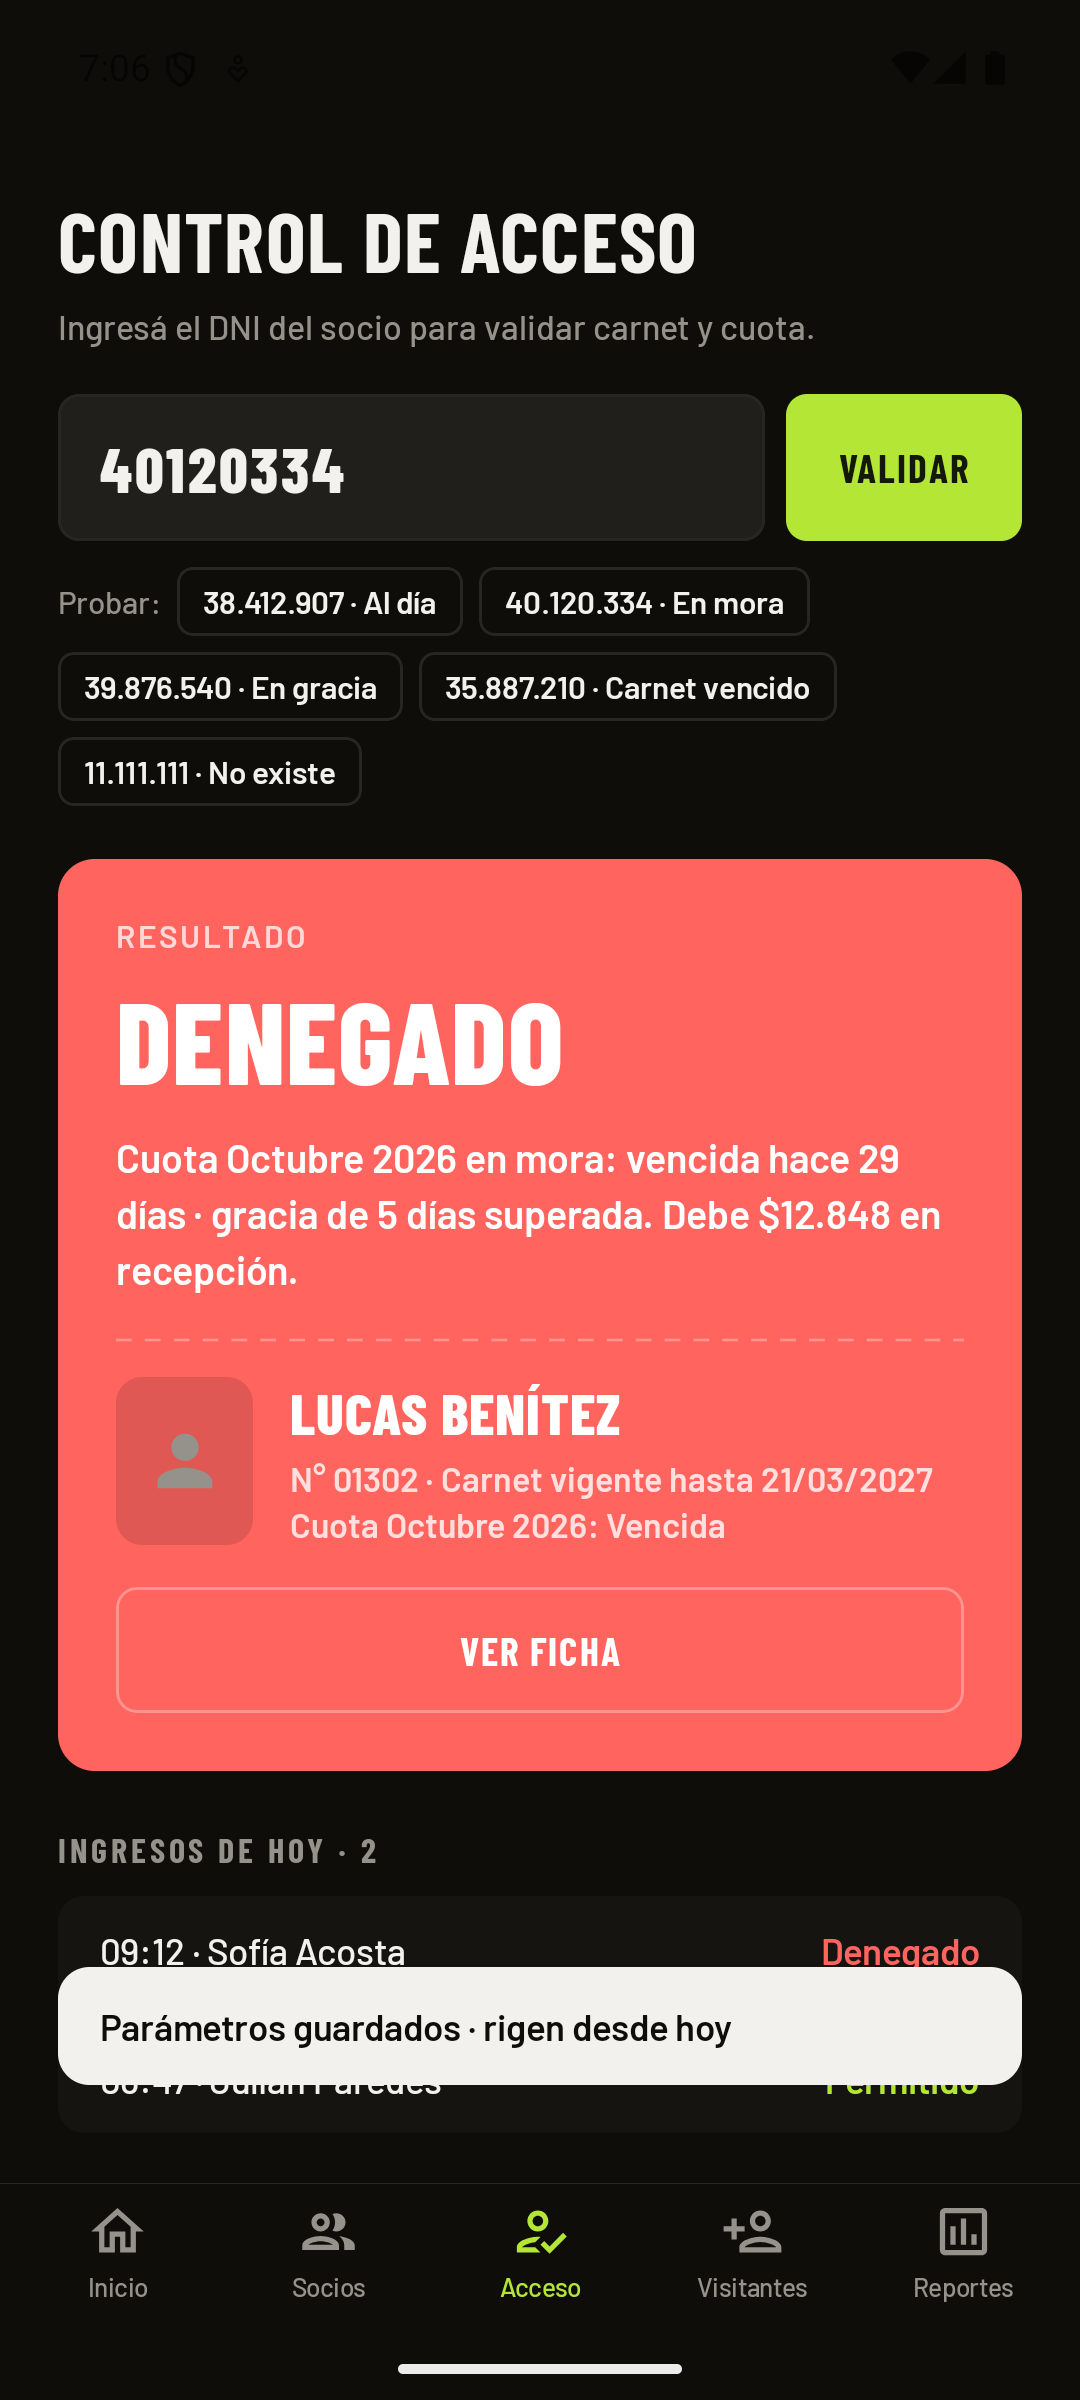 7:06
CONTROL DE ACCESO
Ingresá el DNI del socio para validar carnet y cuota.
40120334
VALIDAR
Probar:
38.412.907 · Al día
40.120.334 · En mora
39.876.540 · En gracia
35.887.210 · Carnet vencido
11.111.111 · No existe
RESULTADO
DENEGADO
Cuota Octubre 2026 en mora: vencida hace 29
días · gracia de 5 días superada. Debe $12.848 en
recepción.
LUCAS BENÍTEZ
N° 01302 · Carnet vigente hasta 21/03/2027
Cuota Octubre 2026: Vencida
VER FICHA
INGRESOS DE HOY · 2
09:12 · Sofía Acosta
Denegado
Parámetros guardados · rigen desde hoy
Permitido
Inicio
Socios
Acceso
Visitantes
Reportes